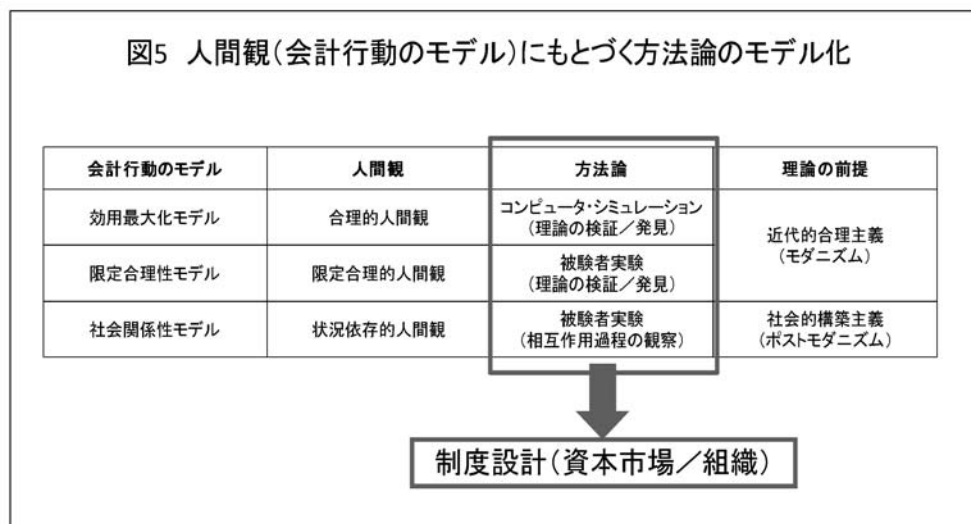 図5 人間観(会計行動のモデル)にもとづく方法論のモデル化
会計行動のモデル 人間観 方法論 理論の前提
効用最大化モデル 合理的人間観 コンピュータ・シミュレーション
(理論の検証/発見)
近代的合理主義
(モダニズム)
限定合理性モデル 限定合理的人間観 被験者実験
(理論の検証/発見)
社会関係性モデル 状況依存的人間観 被験者実験
(相互作用過程の観察)
社会的構築主義
(ポストモダニズム)
制度設計(資本市場/組織)